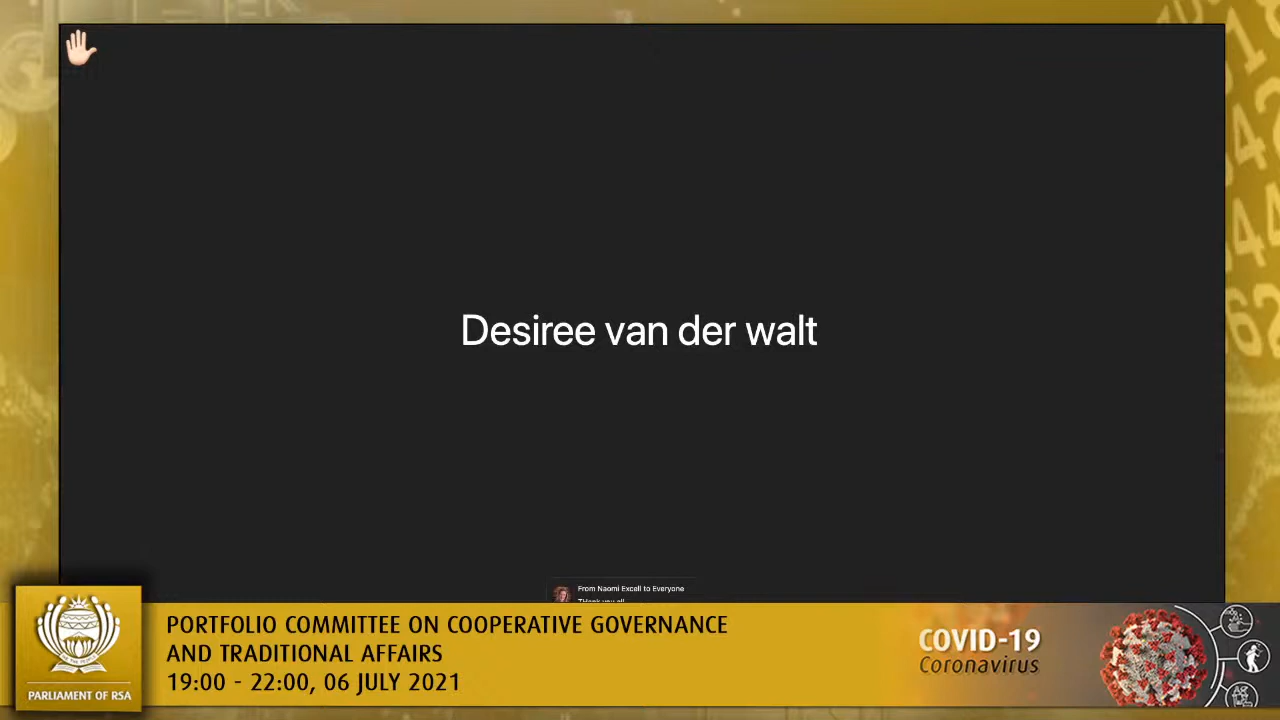 Desiree van der walt
From Naomi Excell to Everyone
PORTFOLIO COMMITTEE ON COOPERATIVE GOVERNANCE
AND TRADITIONAL AFFAIRS
19:00 - 22:00, 06 JULY 2021
PARLIAMENT OF RSA
COVID-19
Coronavirus